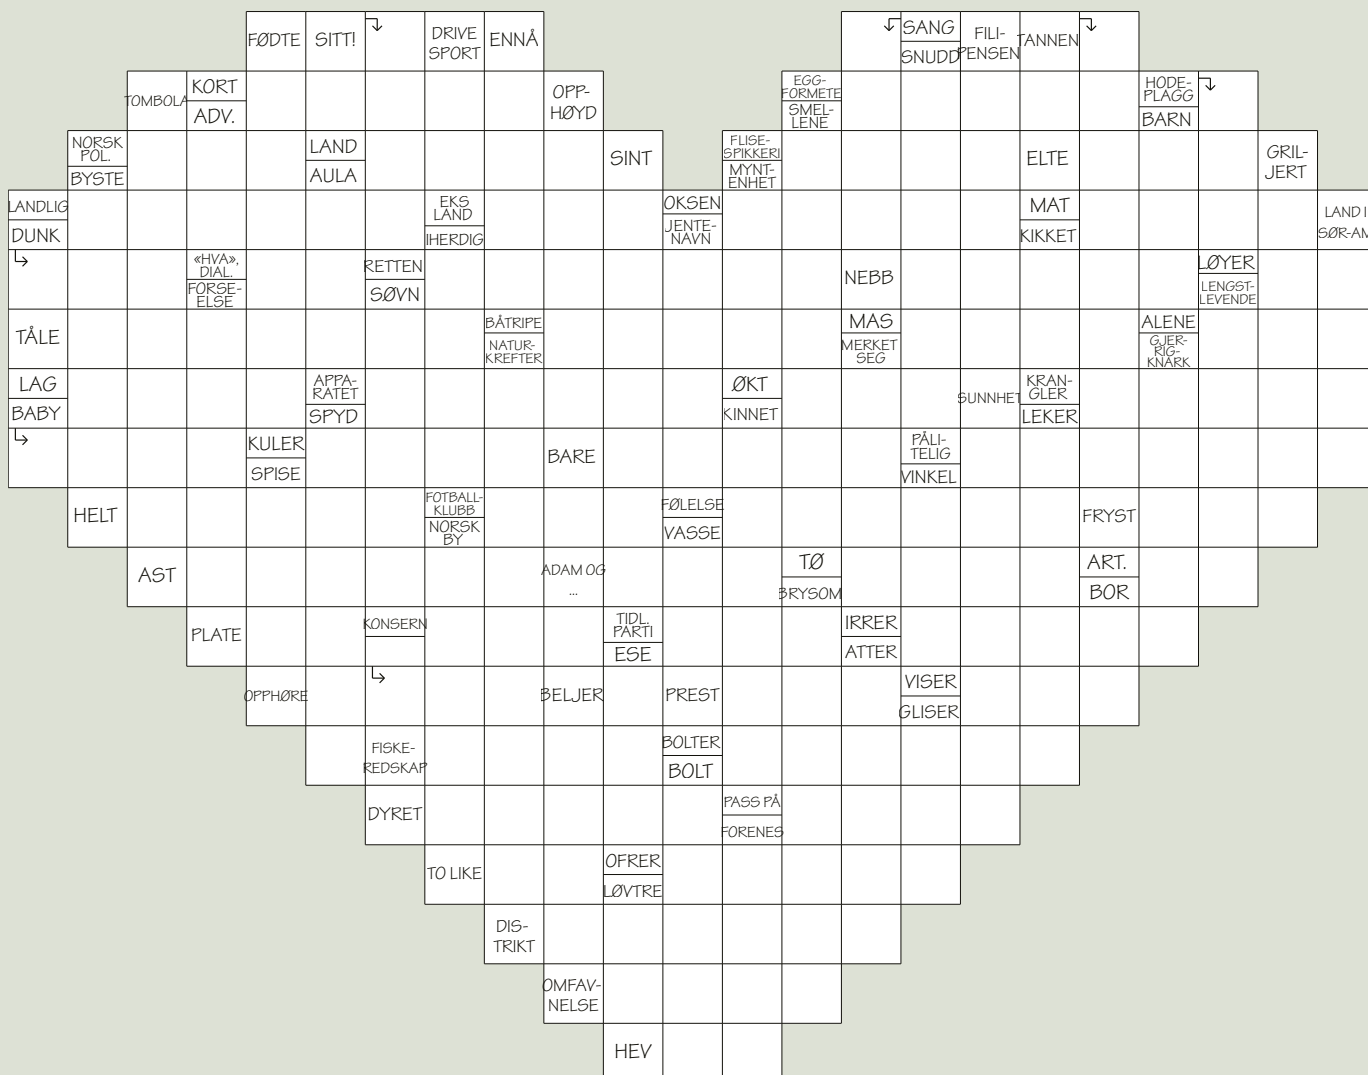 FØDTE
SITT!
DRIVE
SPORT
ENNÅ
SANG
SNUDD
FILI-
PENSEN
TANNEN
TOMBOLA
KORT
ADV.
OPP-
HØYD
EGG-
FORMETE
SMEL-
LENE
HODE-
PLAGG
BARN
NORSK
POL.
BYSTE
LAND
AULA
SINT
FLISE-
SPIKKERI
MYNT-
ENHET
ELTE
GRIL-
JERT
LANDLIG
DUNK
EKS
LAND
IHERDIG
OKSEN
JENTE-
NAVN
MAT
KIKKET
LAND I
SØR-AM
«HVA»,
DIAL.
FORSE-
ELSE
RETTEN
SØVN
NEBB
LØYER
LENGST-
LEVENDE
TÅLE
BÅTRIPE
NATUR-
KREFTER
MAS
MERKET
SEG
ALENE
GJER-
RIG-
KNARK
LAG
BABY
APPA-
RATET
SPYD
ØKT
KINNET
SUNNHET
KRAN-
GLER
LEKER
KULER
SPISE
BARE
PÅLI-
TELIG
VINKEL
HELT
FOTBALL-
KLUBB
NORSK
BY
FØLELSE
VASSE
FRYST
AST
ADAM OG
...
TØ
BRYSOM
ART.
BOR
PLATE
KONSERN
TIDL.
PARTI
ESE
IRRER
ATTER
OPPHØRE
BELJER
PREST
VISER
GLISER
FISKE-
REDSKAP
BOLTER
BOLT
DYRET
PASS PÅ
FORENES
TO LIKE
OFRER
LØVTRE
DIS-
TRIKT
OMFAV-
NELSE
HEV